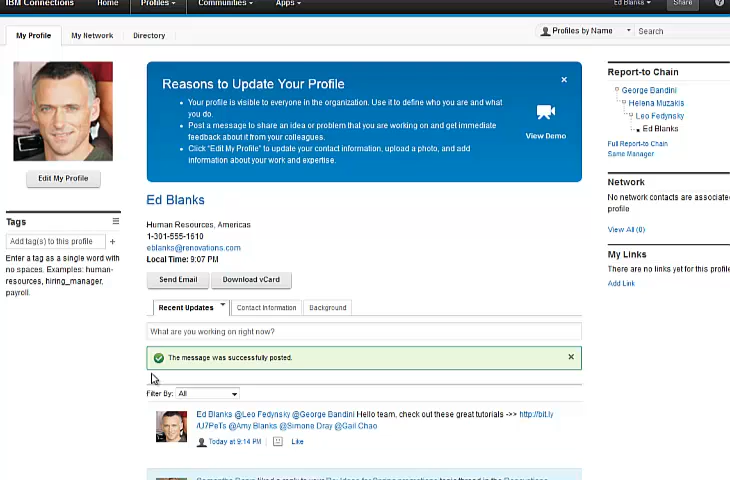 IBM Connections Home Profiles Communities Apps Ed Blanks Share
My Profile My Network Directory Profiles by Name Search
Edit My Profile
Tags
Add tag(s) to this profile +
Enter a tag as a single word with
no spaces. Examples: human-
resources, hiring_manager,
payroll.
Reasons to Update Your Profile
Your profile is visible to everyone in the organization. Use it to define who you are and what
you do.
Post a message to share an idea or problem that you are working on and get immediate
feedback about it from your colleagues.
Click "Edit My Profile" to update your contact information, upload a photo, and add
information about your work and expertise.
View Demo
Ed Blanks
Human Resources, Americas
1-301-555-1610
eblanks@renovations.com
Local Time: 9:07 PM
Send Email Download vCard
Recent Updates Contact Information Background
What are you working on right now?
The message was successfully posted.
Filter By: All
Ed Blanks @Leo Fedynsky @George Bandini Hello team, check out these great tutorials ->> http://bit.ly
/U7PeTs @Amy Blanks @Simone Dray @Gail Chao
Today at 9:14 PM Like
Report-to Chain
George Bandini
Helena Muzakis
Leo Fedynsky
Ed Blanks
Full Report-to Chain
Same Manager
Network
No network contacts are associate
profile
View All (0)
My Links
There are no links yet for this profile
Add Link